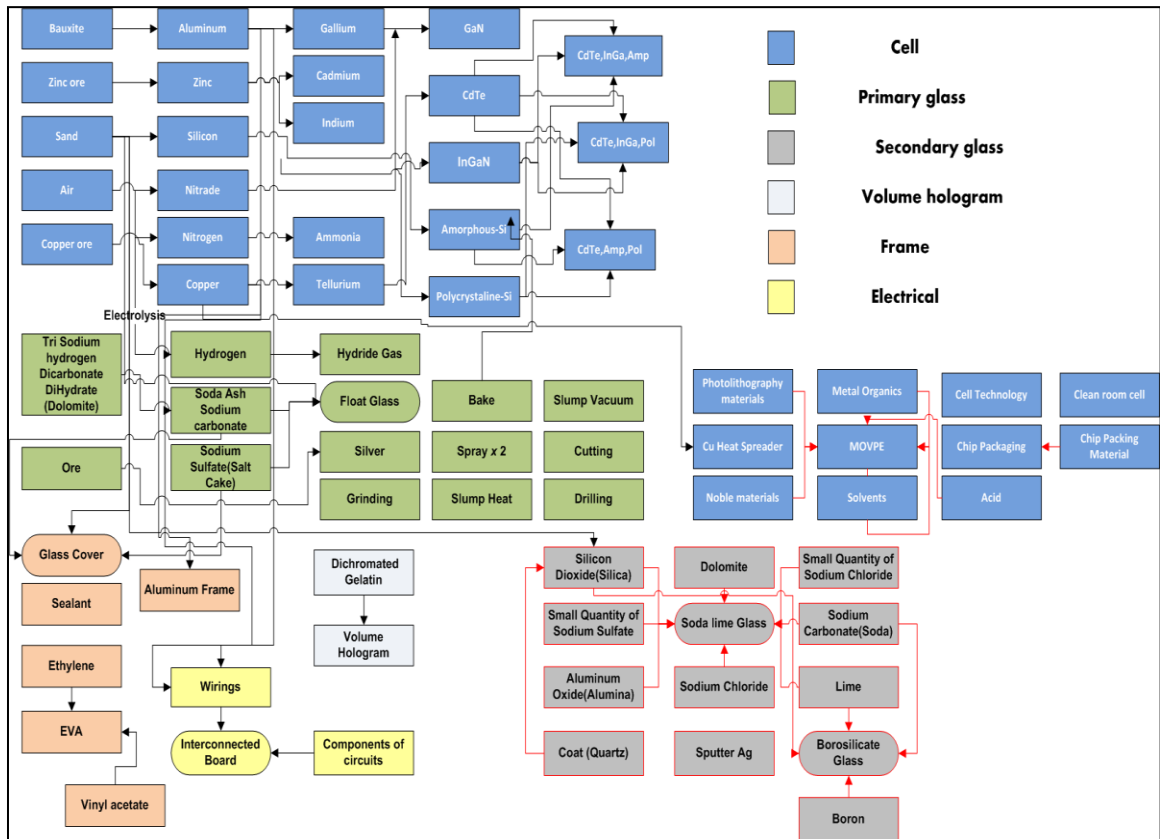 Bauxite
Aluminum
Gallium
GaN
CdTe,InGa,Amp
Cell
Zinc ore
Zinc
Cadmium
CdTe
Primary glass
Sand
Silicon
Indium
CdTe,InGa,Pol
Secondary glass
InGaN
Air
Nitrade
Volume hologram
Copper ore
Nitrogen
Ammonia
Amorphous-Si
CdTe,Amp,Pol
Frame
Copper
Tellurium
Polycrystaline-Si
Electrical
Electrolysis
Tri Sodium
hydrogen
Dicarbonate
DiHydrate
(Dolomite)
Hydrogen
Hydride Gas
Soda Ash
Sodium
carbonate
Float Glass
Bake
Slump Vacuum
Photolithography
materials
Metal Organics
Cell Technology
Clean room cell
Ore
Sodium
Sulfate(Salt
Cake)
Silver
Spray x 2
Cutting
Cu Heat Spreader
MOVPE
Chip Packaging
Chip Packing
Material
Grinding
Slump Heat
Drilling
Noble materials
Solvents
Acid
Glass Cover
Aluminum Frame
Sealant
Dichromated
Gelatin
Volume
Hologram
Silicon
Dioxide(Silica)
Dolomite
Small Quantity of
Sodium Chloride
Small Quantity of
Sodium Sulfate
Soda lime Glass
Sodium
Carbonate(Soda)
Ethylene
Wirings
Aluminum
Oxide(Alumina)
Sodium Chloride
Lime
EVA
Interconnected
Board
Components of
circuits
Coat (Quartz)
Sputter Ag
Borosilicate
Glass
Vinyl acetate
Boron